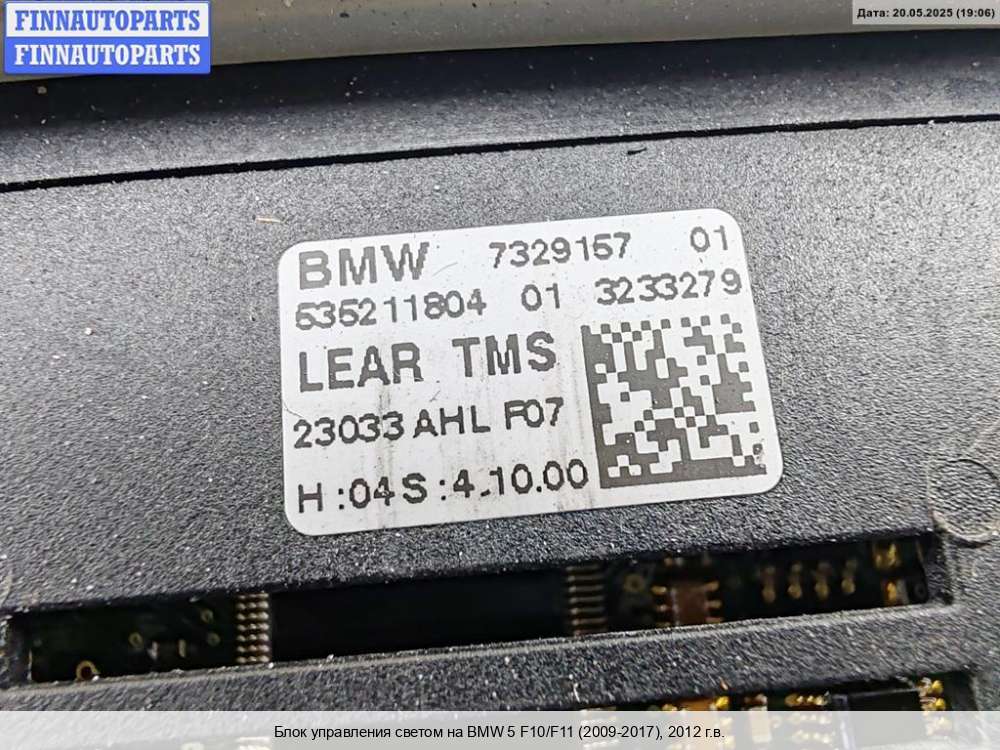 FINNAUTOPARTS
FINNAUTOPARTS
Дата: 20.05.2025 (19:06)
BMW 7329157 01
535211804 01 3233279
LEAR TMS
23033 AHL F07
H :04 S :4.10.00
Блок управления светом на BMW 5 F10/F11 (2009-2017), 2012 г.в.